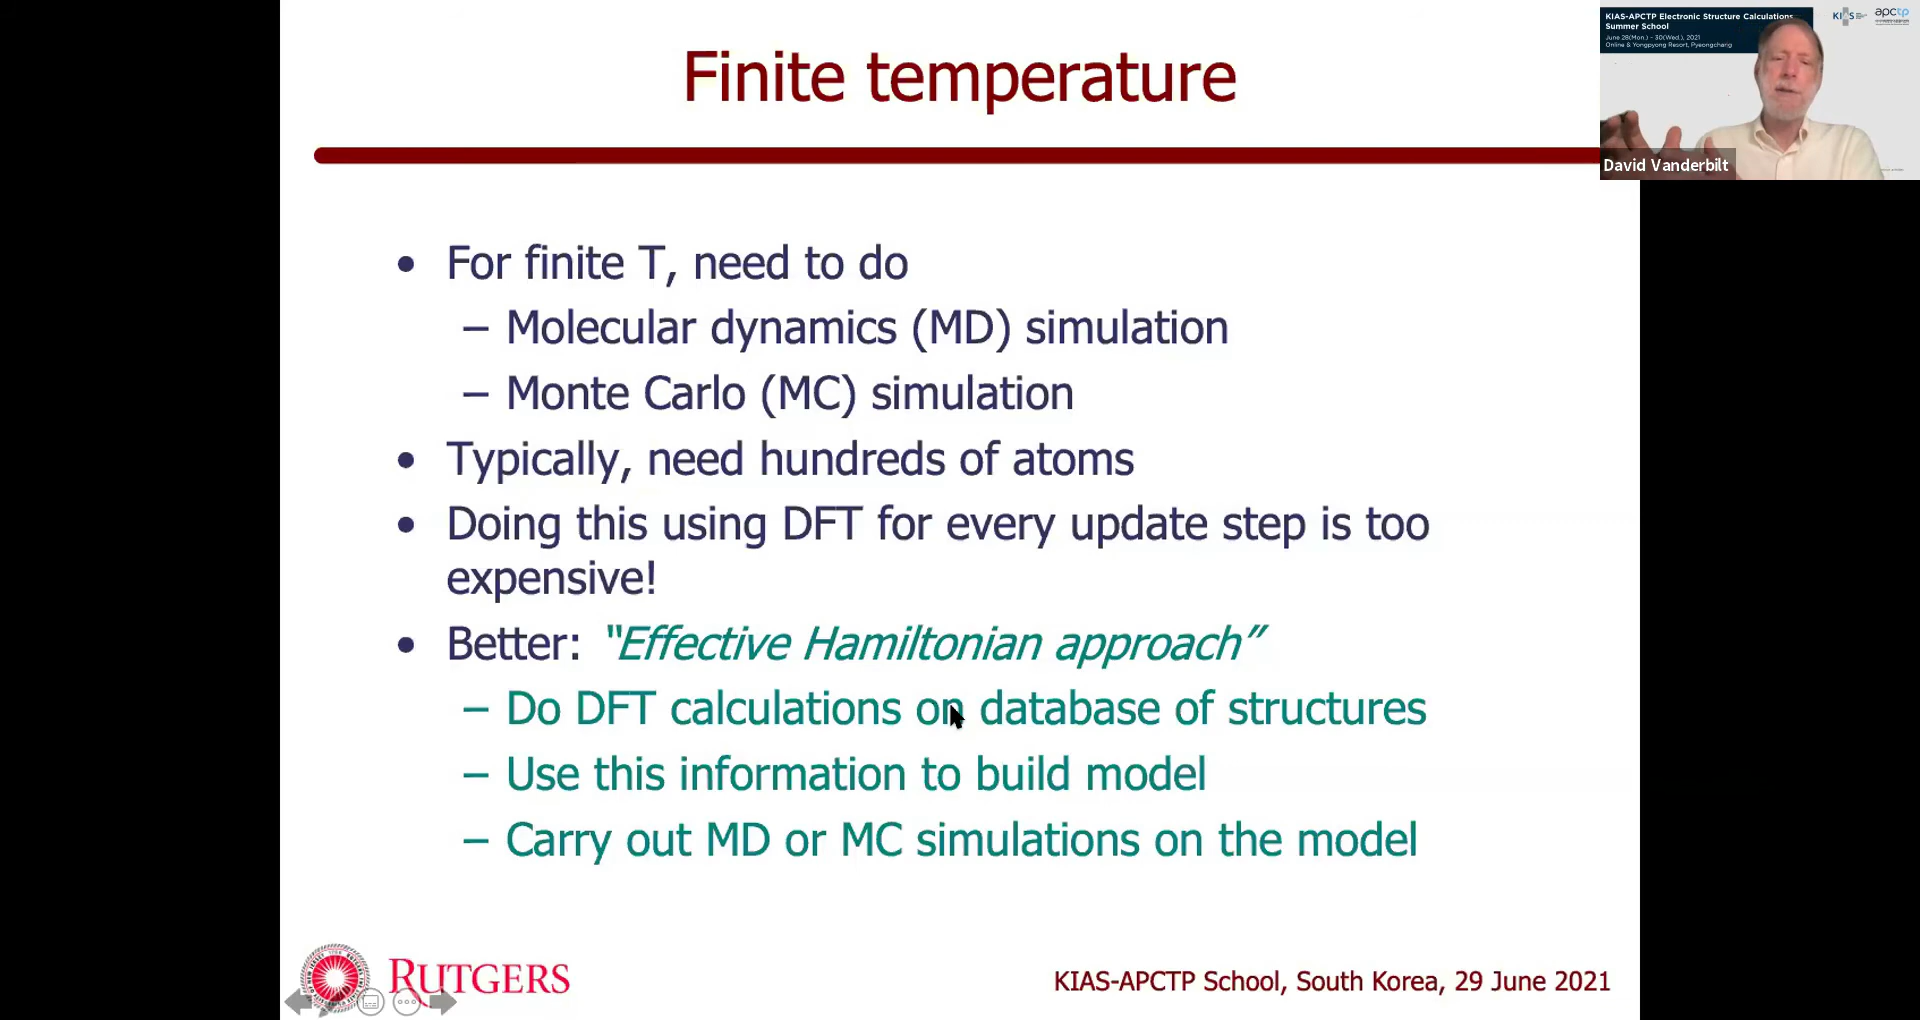 Finite temperature
KIAS-APCTP Electronic Structure Calculations
Summer School
June 28(Mon.) - 30(Wed.), 2021
Online & Yongpyong Resort, Pyeongchang
KIAS
apctp
David Vanderbilt
• For finite T, need to do
– Molecular dynamics (MD) simulation
– Monte Carlo (MC) simulation
• Typically, need hundreds of atoms
• Doing this using DFT for every update step is too
expensive!
• Better: “Effective Hamiltonian approach”
– Do DFT calculations on database of structures
– Use this information to build model
– Carry out MD or MC simulations on the model
RUTGERS
KIAS-APCTP School, South Korea, 29 June 2021